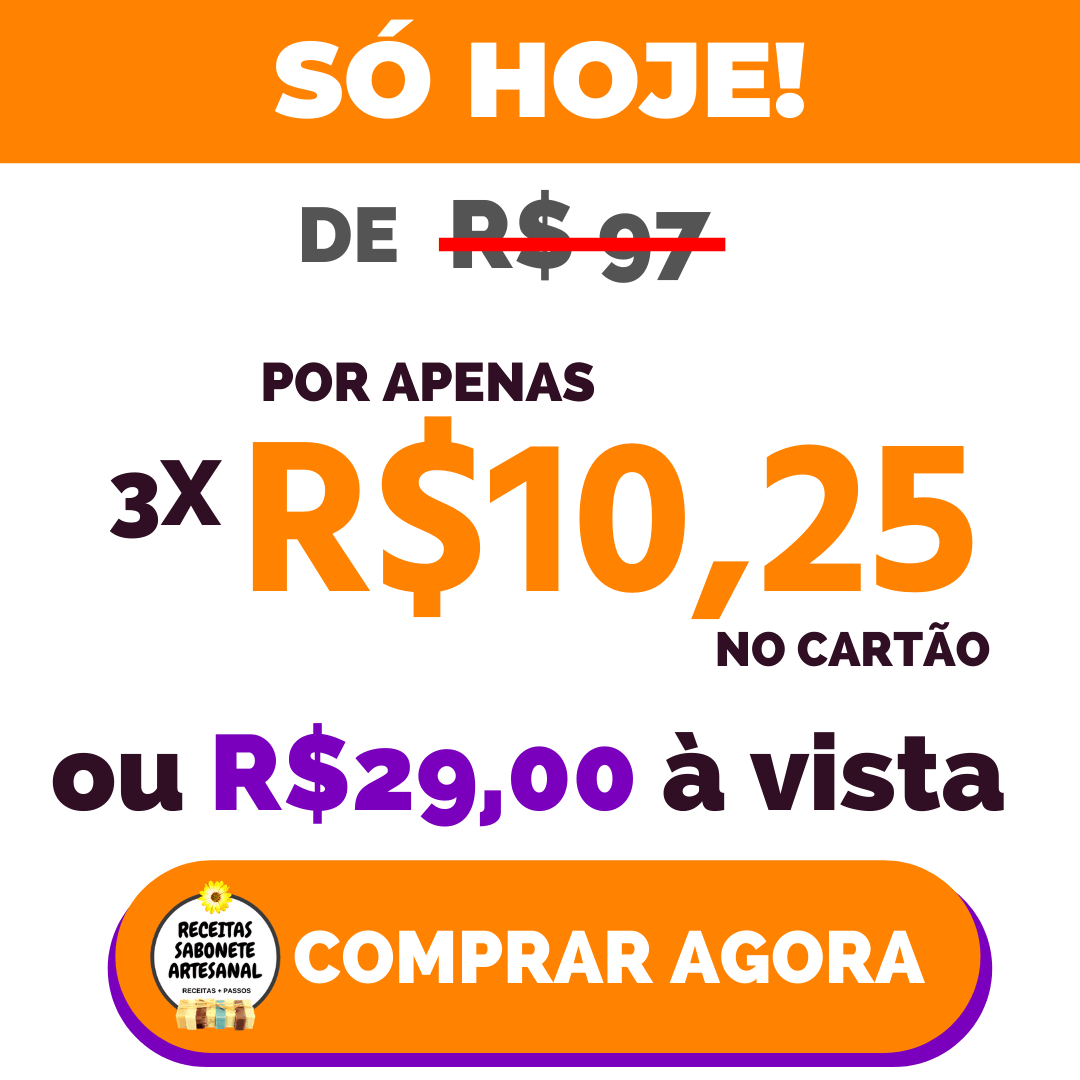 SÓ HOJE!
DE R$ 97
POR APENAS
3X R$10,25
NO CARTÃO
ou R$29,00 à vista
RECEITAS
SABONETE
ARTESANAL
RECEITAS + PASSOS
COMPRAR AGORA